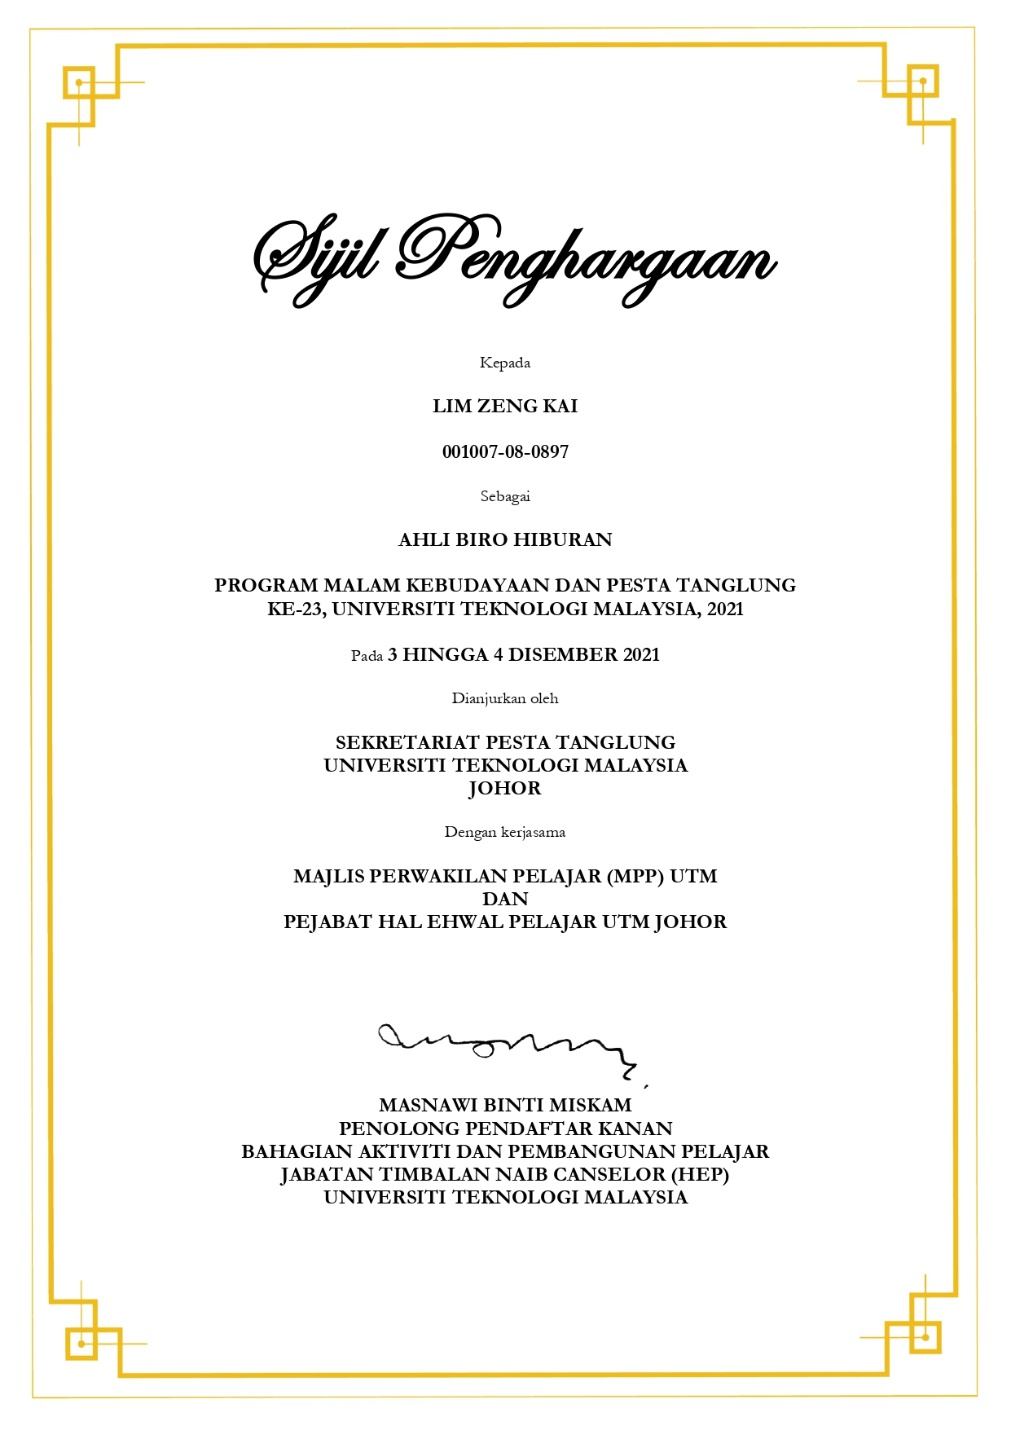 Sijil Penghargaan
Kepada
LIM ZENG KAI
001007-08-0897
Sebagai
AHLI BIRO HIBURAN
PROGRAM MALAM KEBUDAYAAN DAN PESTA TANGLUNG
KE-23, UNIVERSITI TEKNOLOGI MALAYSIA, 2021
Pada 3 HINGGA 4 DISEMBER 2021
Dianjurkan oleh
SEKRETARIAT PESTA TANGLUNG
UNIVERSITI TEKNOLOGI MALAYSIA
JOHOR
Dengan kerjasama
MAJLIS PERWAKILAN PELAJAR (MPP) UTM
DAN
PEJABAT HAL EHWAL PELAJAR UTM JOHOR
MASNAWI BINTI MISKAM
PENOLONG PENDAFTAR KANAN
BAHAGIAN AKTIVITI DAN PEMBANGUNAN PELAJAR
JABATAN TIMBALAN NAIB CANSELOR (HEP)
UNIVERSITI TEKNOLOGI MALAYSIA